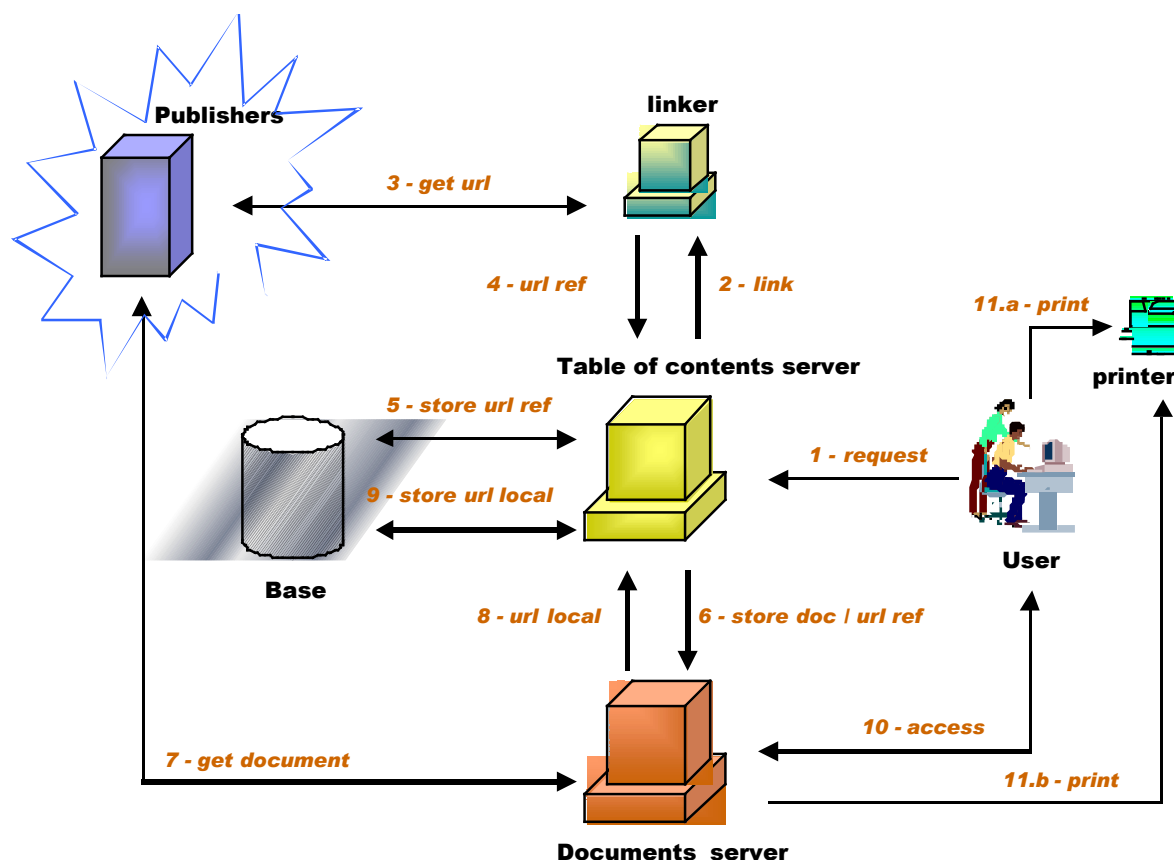 linker
Publishers
3 - get url
4 - url ref
2 - link
11.a - print
Table of contents server
printer
5 - store url ref
1 - request
9 - store url local
User
Base
8 - url local
6 - store doc / url ref
10 - access
7 - get document
11.b - print
Documents server